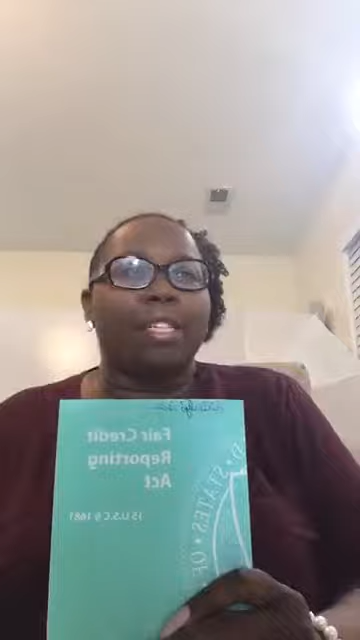 Fair Credit
Reporting
Act
15 U.S.C § 1681
STATES • OF